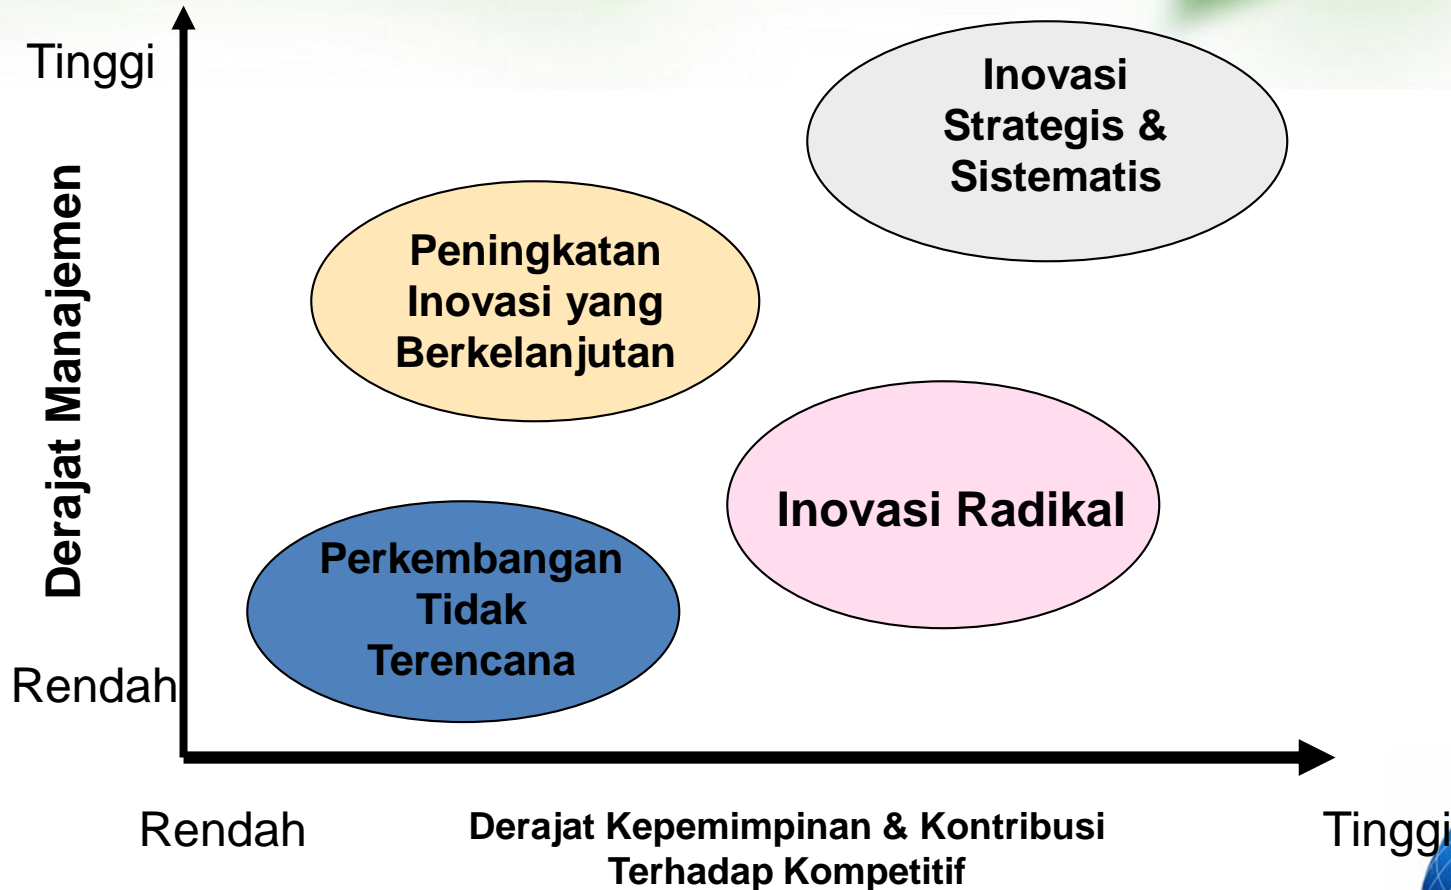 Tinggi
Inovasi
Strategis &
Sistematis
Derajat Manajemen
Peningkatan
Inovasi yang
Berkelanjutan
Inovasi Radikal
Perkembangan
Tidak
Terencana
Rendah
Rendah
Derajat Kepemimpinan & Kontribusi
Terhadap Kompetitif
Tinggi